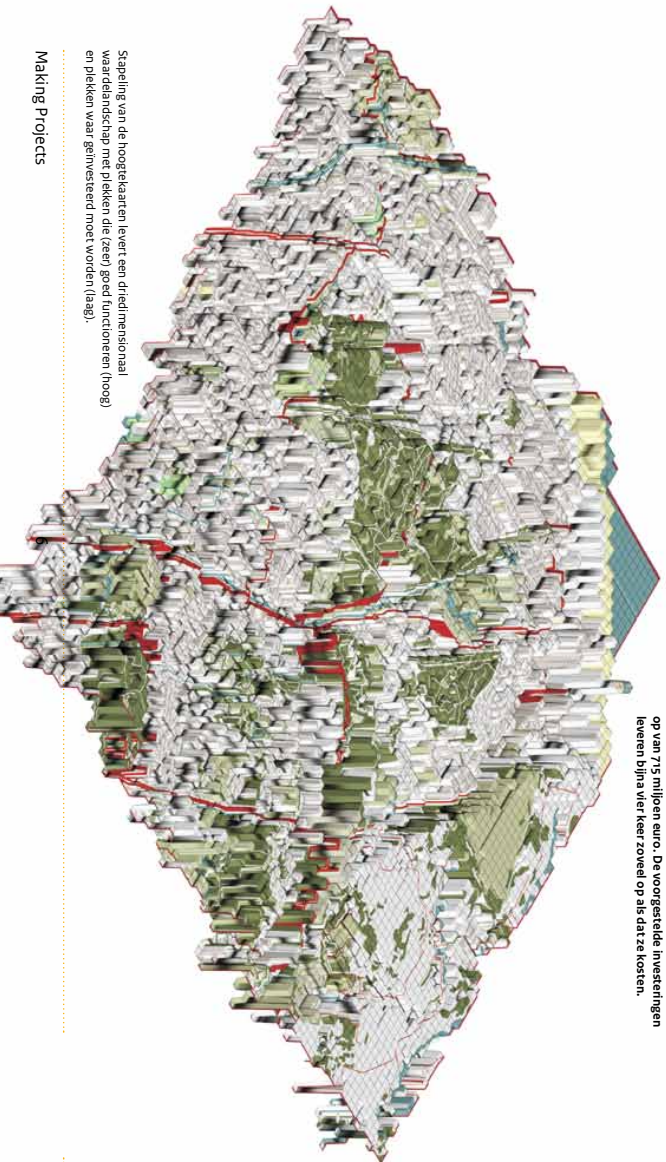 op van 715 miljoen euro. De voorgestelde investeringen
leveren bijna vier keer zoveel op als dat ze kosten.
Stapeling van de hoogtekaarten levert een driedimensionaal
waardelandschap met plekken die (zeer) goed functioneren (hoog)
en plekken waar geïnvesteerd moet worden (laag).
Making Projects
6